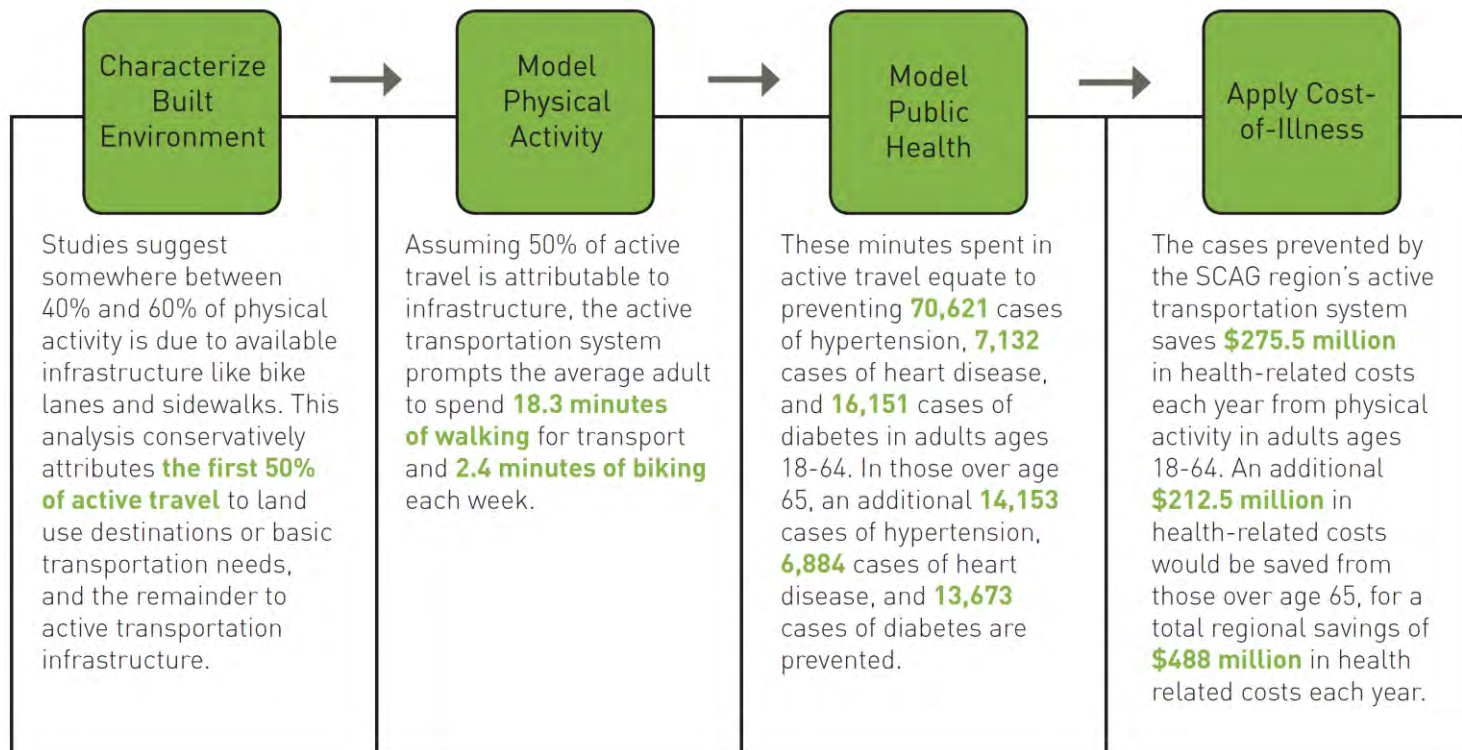 Characterize
Built
Environment
Studies suggest
somewhere between
40% and 60% of physical
activity is due to available
infrastructure like bike
lanes and sidewalks. This
analysis conservatively
attributes the first 50%
of active travel to land
use destinations or basic
transportation needs,
and the remainder to
active transportation
infrastructure.
Model
Physical
Activity
Assuming 50% of active
travel is attributable to
infrastructure, the active
transportation system
prompts the average adult
to spend 18.3 minutes
of walking for transport
and 2.4 minutes of biking
each week.
Model
Public
Health
These minutes spent in
active travel equate to
preventing 70,621 cases
of hypertension, 7,132
cases of heart disease,
and 16,151 cases of
diabetes in adults ages
18-64. In those over age
65, an additional 14,153
cases of hypertension,
6,884 cases of heart
disease, and 13,673
cases of diabetes are
prevented.
Apply Cost-
of-Illness
The cases prevented by
the SCAG region's active
transportation system
saves $275.5 million
in health-related costs
each year from physical
activity in adults ages
18-64. An additional
$212.5 million in
health-related costs
would be saved from
those over age 65, for a
total regional savings of
$488 million in health
related costs each year.